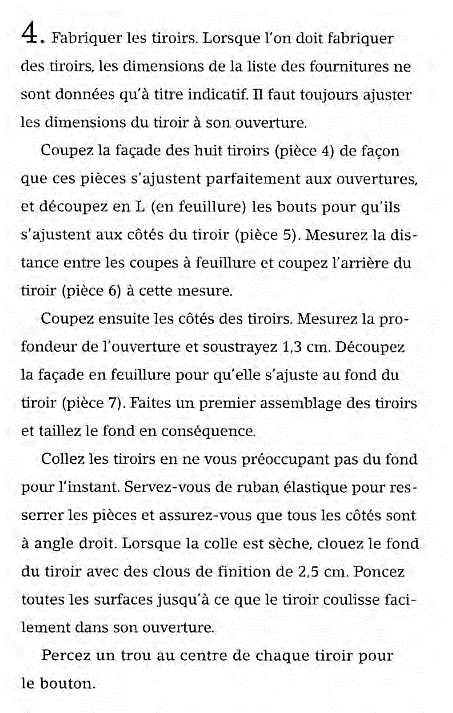 4. Fabriquer les tiroirs. Lorsque l'on doit fabriquer
des tiroirs, les dimensions de la liste des fournitures ne
sont données qu'à titre indicatif. Il faut toujours ajuster
les dimensions du tiroir à son ouverture.
Coupez la façade des huit tiroirs (pièce 4) de façon
que ces pièces s'ajustent parfaitement aux ouvertures,
et découpez en L (en feuillure) les bouts pour qu'ils
s'ajustent aux côtés du tiroir (pièce 5). Mesurez la dis-
tance entre les coupes à feuillure et coupez l'arrière du
tiroir (pièce 6) à cette mesure.
Coupez ensuite les côtés des tiroirs. Mesurez la pro-
fondeur de l'ouverture et soustrayez 1,3 cm. Découpez
la façade en feuillure pour qu'elle s'ajuste au fond du
tiroir (pièce 7). Faites un premier assemblage des tiroirs
et taillez le fond en conséquence.
Collez les tiroirs en ne vous préoccupant pas du fond
pour l'instant. Servez-vous de ruban élastique pour res-
serrer les pièces et assurez-vous que tous les côtés sont
à angle droit. Lorsque la colle est sèche, clouez le fond
du tiroir avec des clous de finition de 2,5 cm. Poncez
toutes les surfaces jusqu'à ce que le tiroir coulisse faci-
lement dans son ouverture.
Percez un trou au centre de chaque tiroir pour
le bouton.